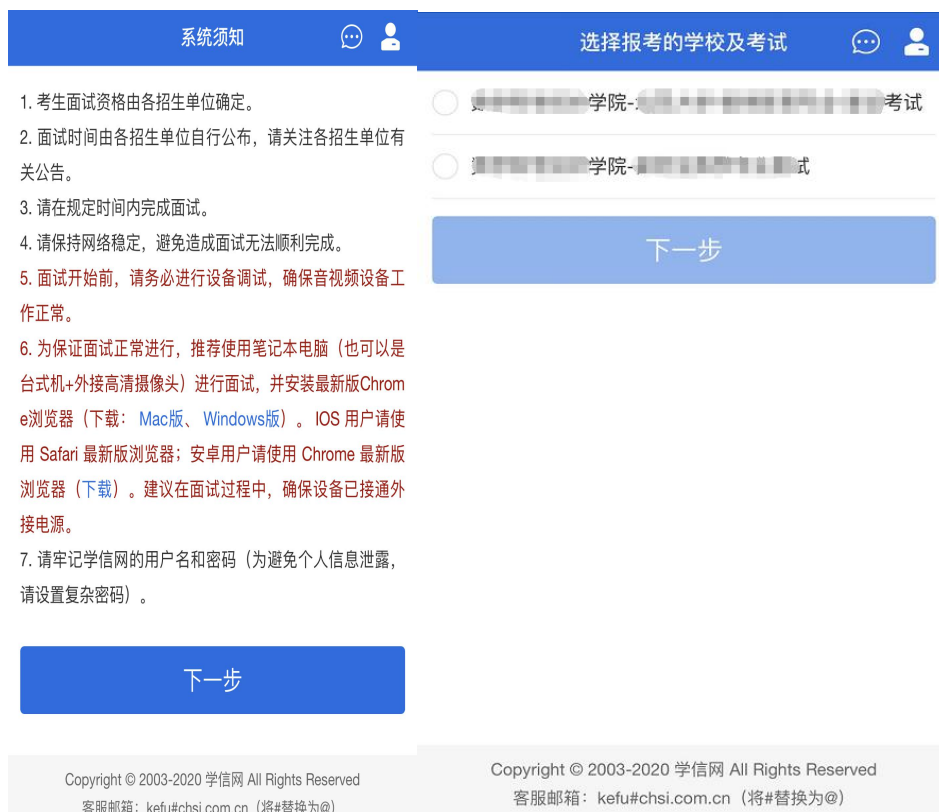 系统须知
1. 考生面试资格由各招生单位确定。
2. 面试时间由各招生单位自行公布，请关注各招生单位有
关公告。
3. 请在规定时间内完成面试。
4. 请保持网络稳定，避免造成面试无法顺利完成。
5. 面试开始前，请务必进行设备调试，确保音视频设备工
作正常。
6. 为保证面试正常进行，推荐使用笔记本电脑（也可以是
台式机+外接高清摄像头）进行面试，并安装最新版Chrom
e浏览器（下载： Mac版、 Windows版）。 IOS 用户请使
用 Safari 最新版浏览器；安卓用户请使用 Chrome 最新版
浏览器（下载）。建议在面试过程中，确保设备已接通外
接电源。
7. 请牢记学信网的用户名和密码（为避免个人信息泄露，
请设置复杂密码）。
下一步
Copyright © 2003-2020 学信网 All Rights Reserved
客服邮箱：kefu#chsi.com.cn（将#替换为@）
选择报考的学校及考试
学院- 考试
学院- 试
下一步
Copyright © 2003-2020 学信网 All Rights Reserved
客服邮箱：kefu#chsi.com.cn（将#替换为@）